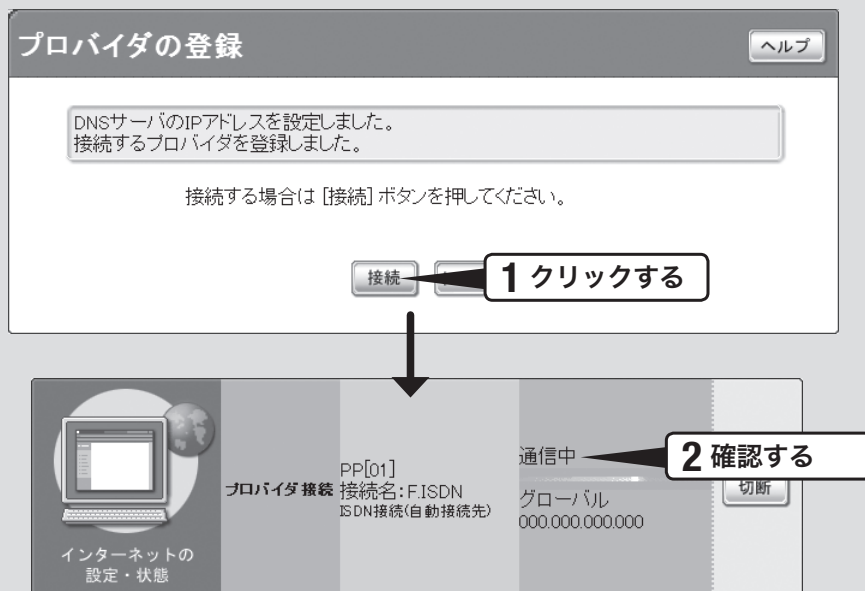 プロバイダの登録
ヘルプ
DNSサーバのIPアドレスを設定しました。
接続するプロバイダを登録しました。
接続する場合は [接続] ボタンを押してください。
接続
1 クリックする
通信中
2 確認する
PP[01]
プロバイダ接続
接続名:F.ISDN
ISDN接続(自動接続先)
グローバル
000.000.000.000
切断
インターネットの
設定・状態